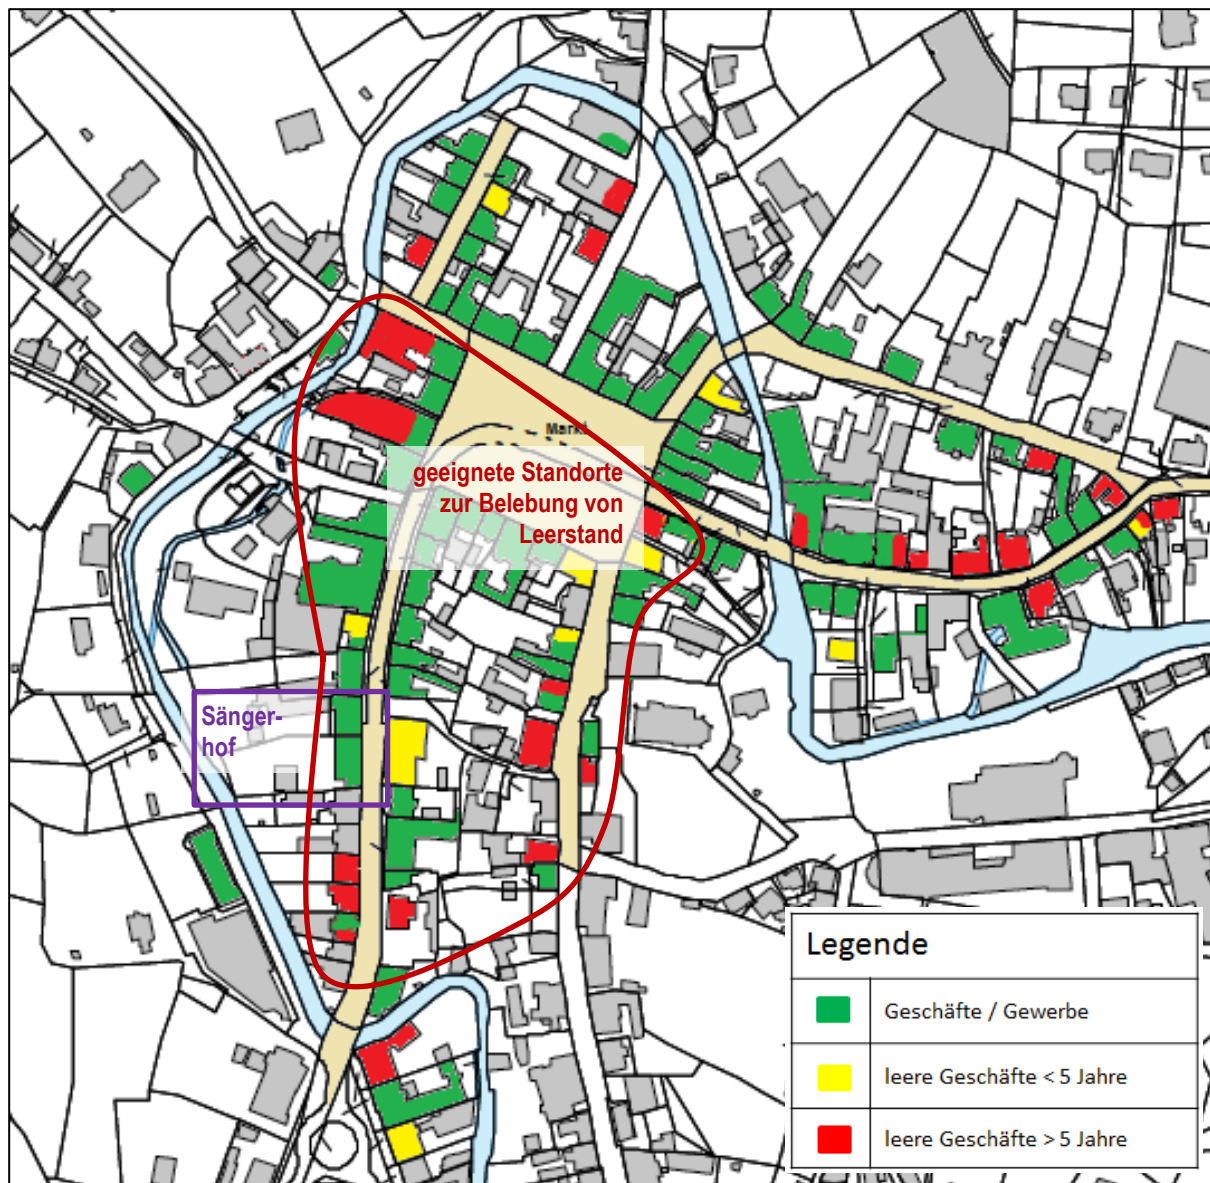 Markt
geeignete Standorte
zur Belebung von
Leerstand
Sänger-
hof
Legende
Geschäfte / Gewerbe
leere Geschäfte < 5 Jahre
leere Geschäfte > 5 Jahre